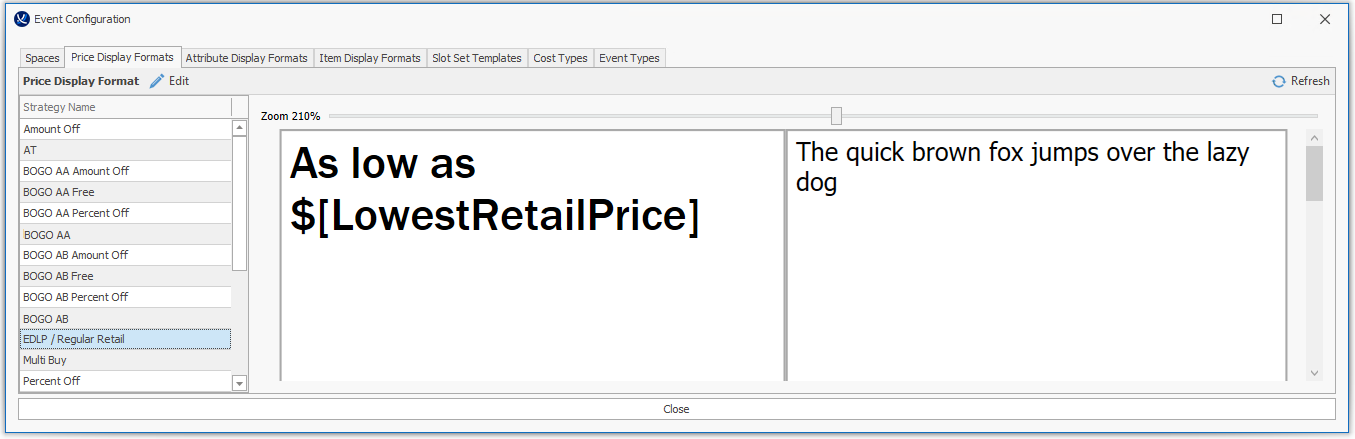 Event Configuration
Spaces Price Display Formats Attribute Display Formats Item Display Formats Slot Set Templates Cost Types Event Types
Price Display Format Edit Refresh
Strategy Name
Amount Off
AT
BOGO AA Amount Off
BOGO AA Free
BOGO AA Percent Off
BOGO AA
BOGO AB Amount Off
BOGO AB Free
BOGO AB Percent Off
BOGO AB
EDLP / Regular Retail
Multi Buy
Percent Off
Zoom 210%
As low as
$[LowestRetailPrice]
The quick brown fox jumps over the lazy
dog
Close